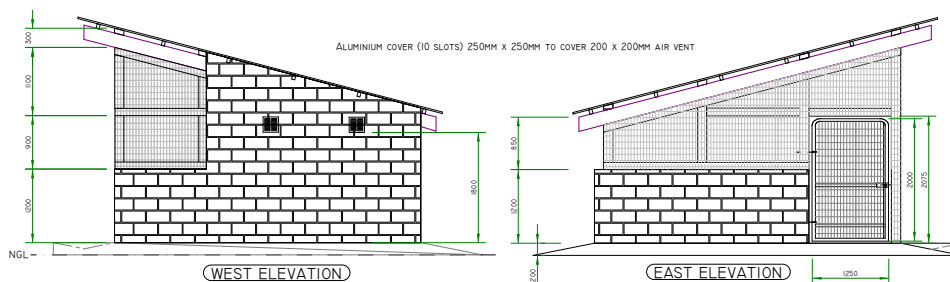 ALUMINIUM COVER (10 SLOTS) 250MM X 250MM TO COVER 200 X 200MM AIR VENT
300
1100
900
1200
1800
NGL
WEST ELEVATION
850
1200
200
2000
2075
1250
EAST ELEVATION